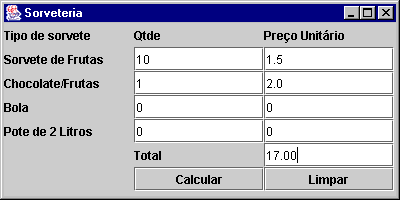 Sorveteria
Tipo de sorvete Qtde Preço Unitário
Sorvete de Frutas 10 1.5
Chocolate/Frutas 1 2.0
Bola 0 0
Pote de 2 Litros 0 0
Total 17.00
Calcular Limpar